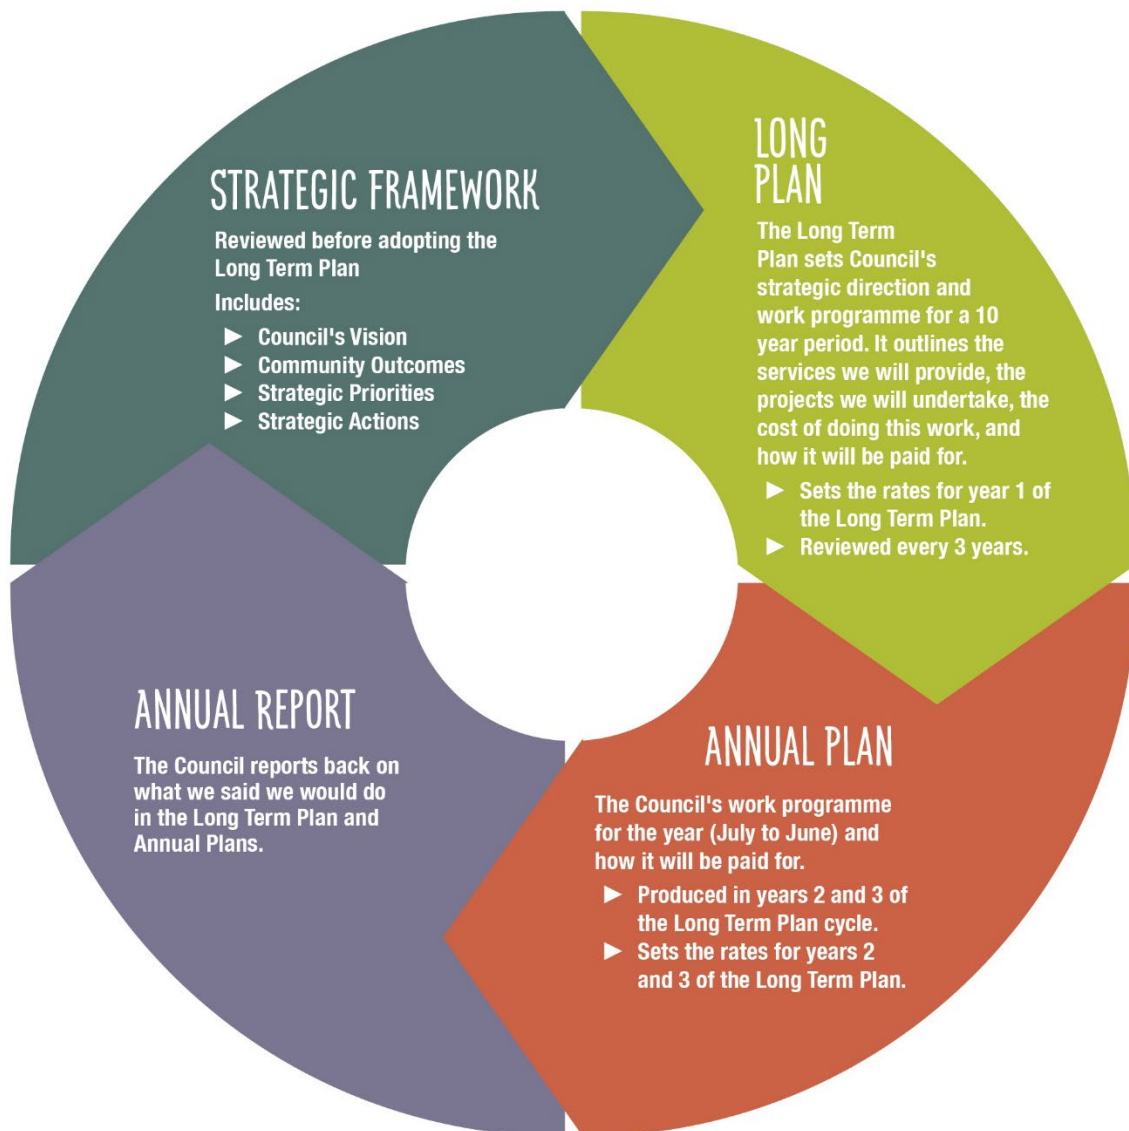 STRATEGIC FRAMEWORK
Reviewed before adopting the
Long Term Plan
Includes:
► Council's Vision
► Community Outcomes
► Strategic Priorities
► Strategic Actions
LONG
PLAN
The Long Term
Plan sets Council's
strategic direction and
work programme for a 10
year period. It outlines the
services we will provide, the
projects we will undertake, the
cost of doing this work, and
how it will be paid for.
► Sets the rates for year 1 of
the Long Term Plan.
► Reviewed every 3 years.
ANNUAL PLAN
The Council's work programme
for the year (July to June) and
how it will be paid for.
► Produced in years 2 and 3 of
the Long Term Plan cycle.
► Sets the rates for years 2
and 3 of the Long Term Plan.
ANNUAL REPORT
The Council reports back on
what we said we would do
in the Long Term Plan and
Annual Plans.